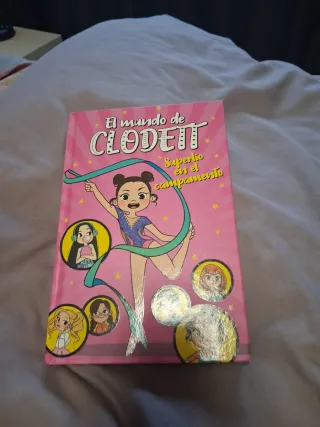 El mundo de
CLODETT
Superlío
en el
campamento